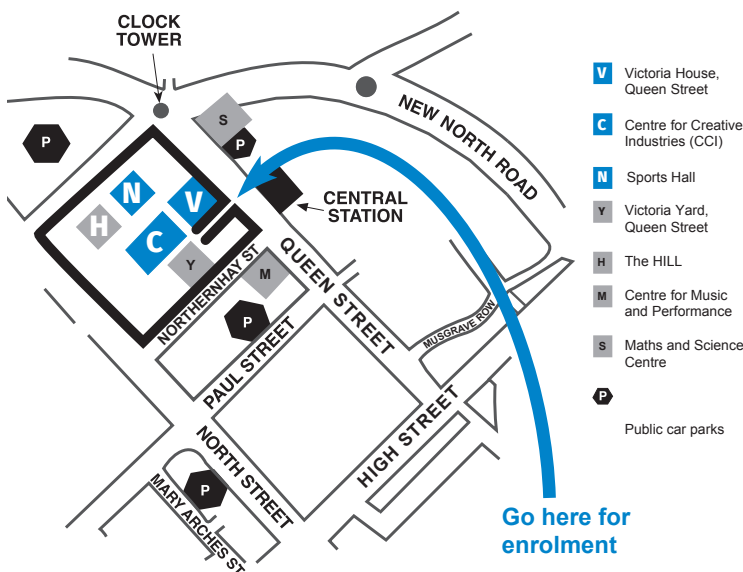 CLOCK
TOWER
NEW NORTH ROAD
S
P
P
N
V
H
C
Y
CENTRAL
STATION
M
NORTHERNHAY ST
QUEEN STREET
P
PAUL STREET
MUSGRAVE ROW
HIGH STREET
NORTH STREET
P
MARY ARCHES ST
Go here for
enrolment
V
Victoria House,
Queen Street
C
Centre for Creative
Industries (CCI)
N
Sports Hall
Y
Victoria Yard,
Queen Street
H
The HILL
M
Centre for Music
and Performance
S
Maths and Science
Centre
P
Public car parks